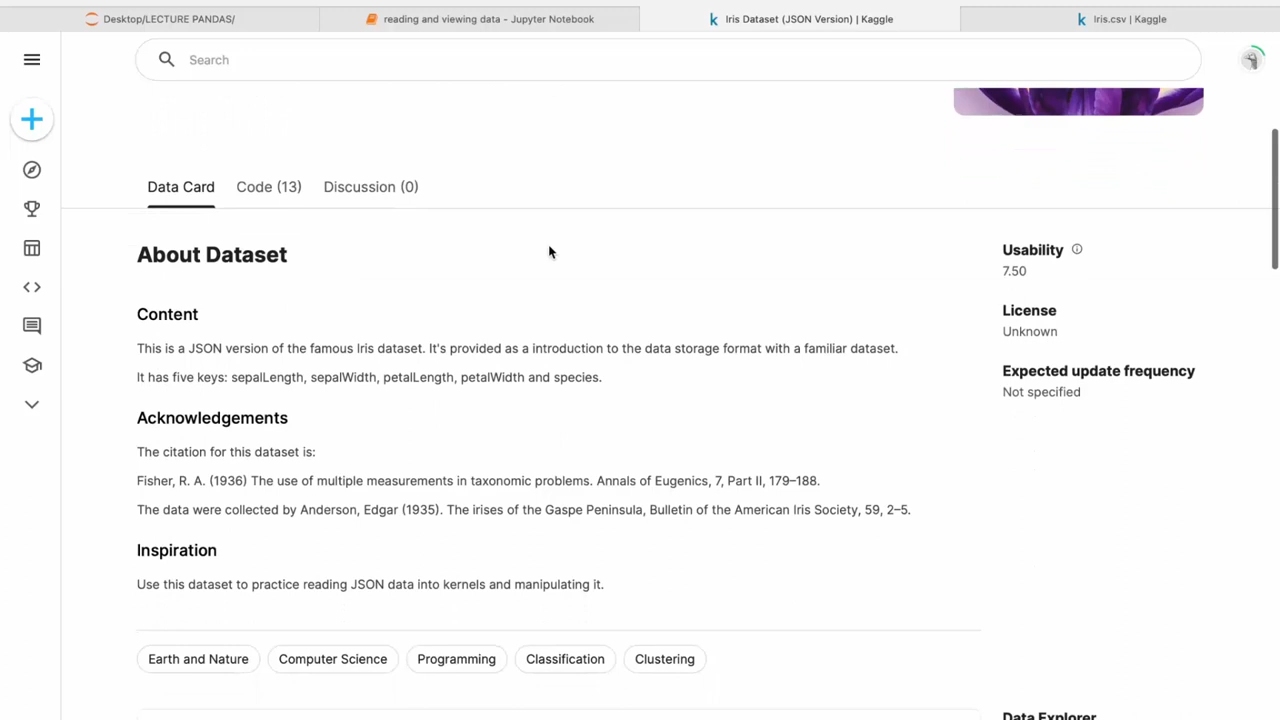 Desktop/LECTURE PANDAS/
reading and viewing data - Jupyter Notebook
Iris Dataset (JSON Version) | Kaggle
Iris.csv | Kaggle
Search
Data Card
Code (13)
Discussion (0)
About Dataset
Content
This is a JSON version of the famous Iris dataset. It's provided as a introduction to the data storage format with a familiar dataset.
It has five keys: sepalLength, sepalWidth, petalLength, petalWidth and species.
Acknowledgements
The citation for this dataset is:
Fisher, R. A. (1936) The use of multiple measurements in taxonomic problems. Annals of Eugenics, 7, Part II, 179–188.
The data were collected by Anderson, Edgar (1935). The irises of the Gaspe Peninsula, Bulletin of the American Iris Society, 59, 2–5.
Inspiration
Use this dataset to practice reading JSON data into kernels and manipulating it.
Earth and Nature
Computer Science
Programming
Classification
Clustering
Usability
7.50
License
Unknown
Expected update frequency
Not specified
Data Explorer